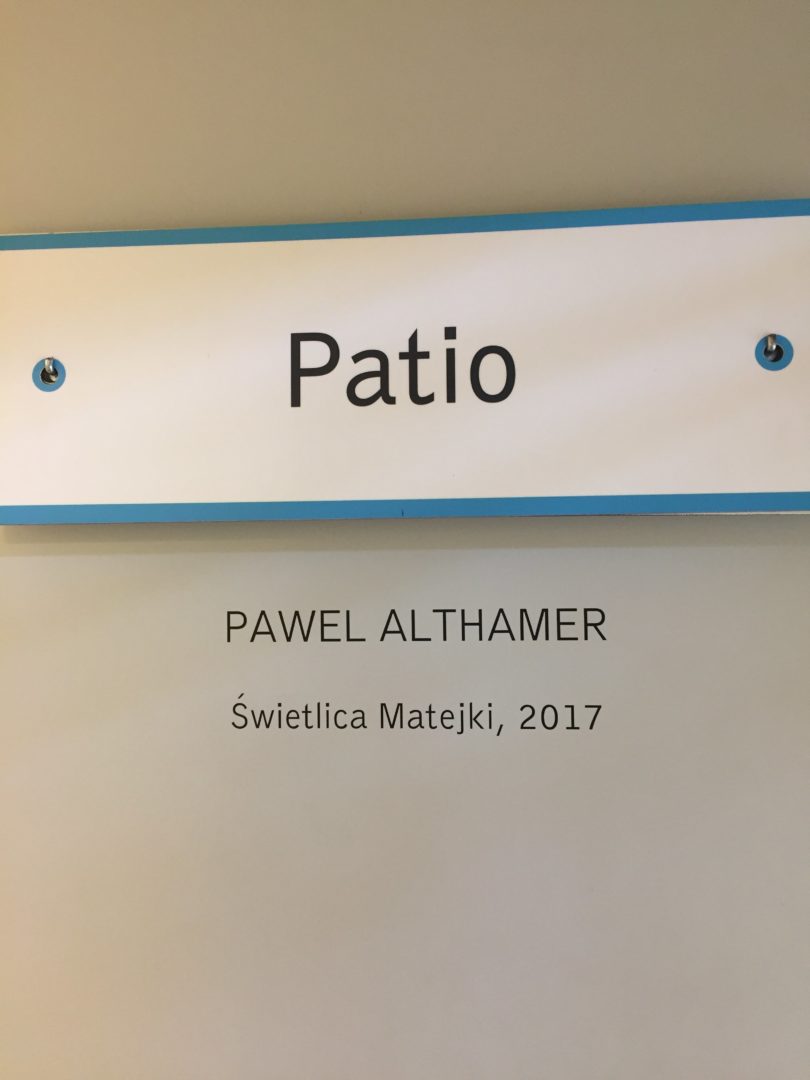 Patio
PAWEL ALTHAMER
Świetlica Matejki, 2017